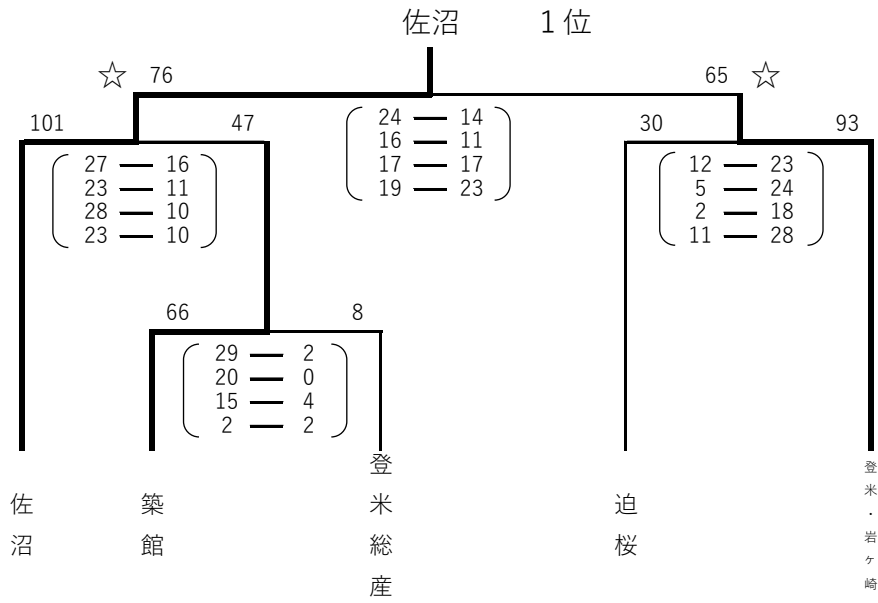 佐沼　1位
☆ 76 65 ☆
101 47 30 93
24 ― 14
16 ― 11
17 ― 17
19 ― 23
27 ― 16
23 ― 11
28 ― 10
23 ― 10
12 ― 23
5 ― 24
2 ― 18
11 ― 28
66 8
29 ― 2
20 ― 0
15 ― 4
2 ― 2
佐沼
築館
登米総産
迫桜
登米・岩ヶ崎